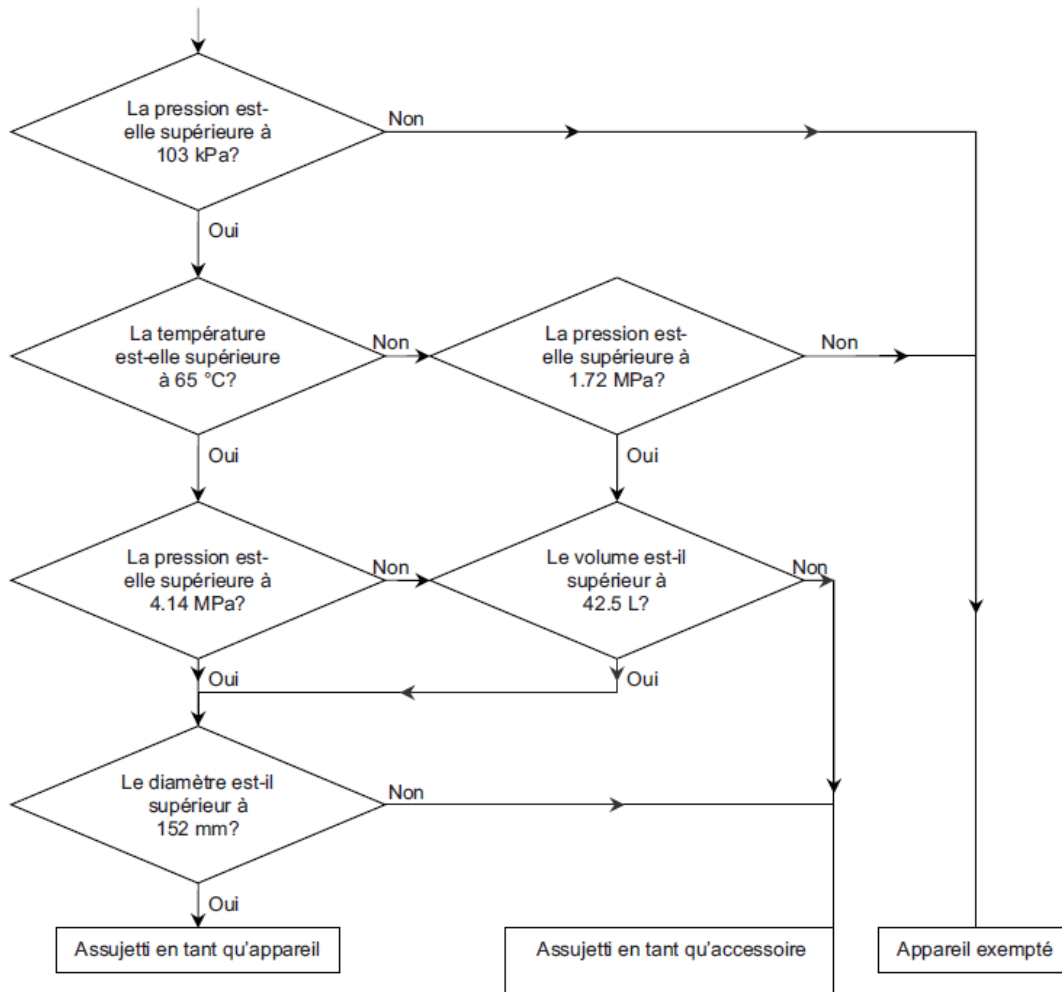 La pression est-
elle supérieure à
103 kPa?
Non
Oui
La température
est-elle supérieure
à 65 °C?
Non
La pression est-
elle supérieure à
1.72 MPa?
Non
Oui
Oui
La pression est-
elle supérieure à
4.14 MPa?
Non
Le volume est-il
supérieur à
42.5 L?
Non
Oui
Oui
Le diamètre est-il
supérieur à
152 mm?
Non
Oui
Assujetti en tant qu'appareil
Assujetti en tant qu'accessoire
Appareil exempté